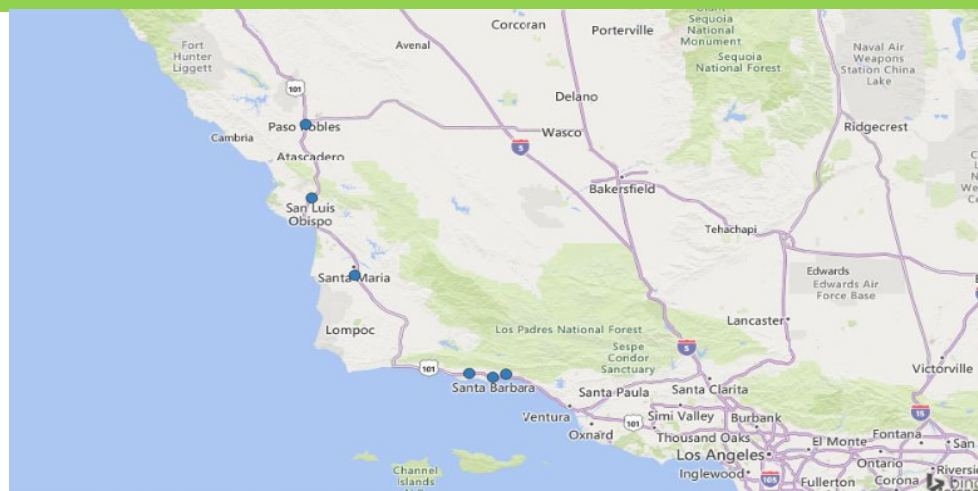 Corcoran
Porterville
Giant
Sequoia
National
Monument
Fort
Hunter
Liggett
Avenal
Sequoia
National Forest
Naval Air
Weapons
Station China
Lake
101
Delano
Paso Robles
Wasco
Ridgecrest
Cambria
5
Atascadero
Bakersfield
San Luis
Obispo
Tehachapi
Santa Maria
Edwards
Edwards Air
Force Base
Lompoc
Los Padres National Forest
Lancaster
Sespe
Condor
Sanctuary
5
101
Victorville
Santa Barbara
Santa Paula
Santa Clarita
Ventura
Simi Valley
Burbank
15
Oxnard
101
Thousand Oaks
El Monte
Fontana
San
Los Angeles
Ontario
Channel
Islands
Inglewood
105
Fullerton
Corona
Riversi
bing